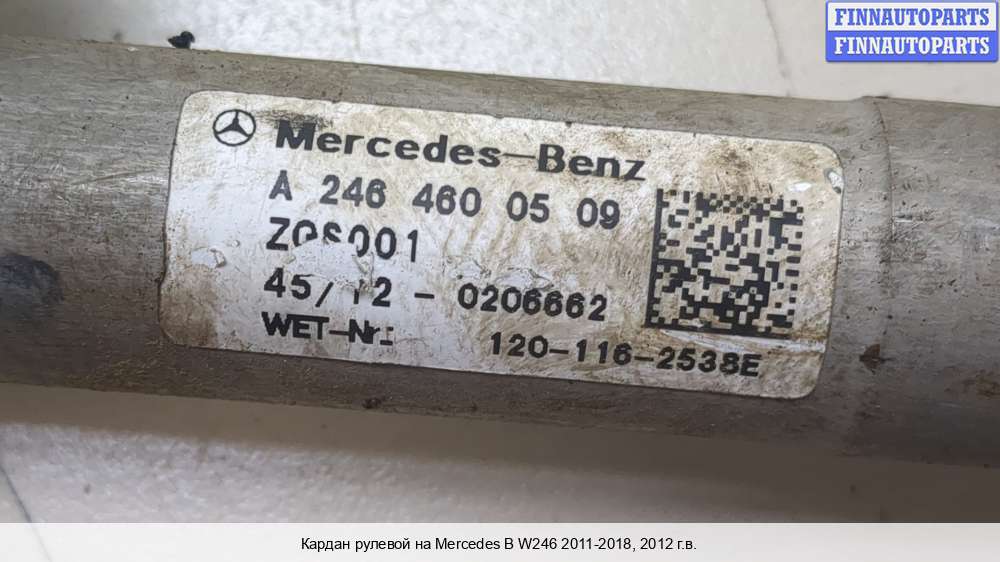 FINNAUTOPARTS
FINNAUTOPARTS
Mercedes-Benz
A 246 460 05 09
ZGS001
45/12 - 0206662
WET-Nr.: 120-116-2538E
Кардан рулевой на Mercedes B W246 2011-2018, 2012 г.в.